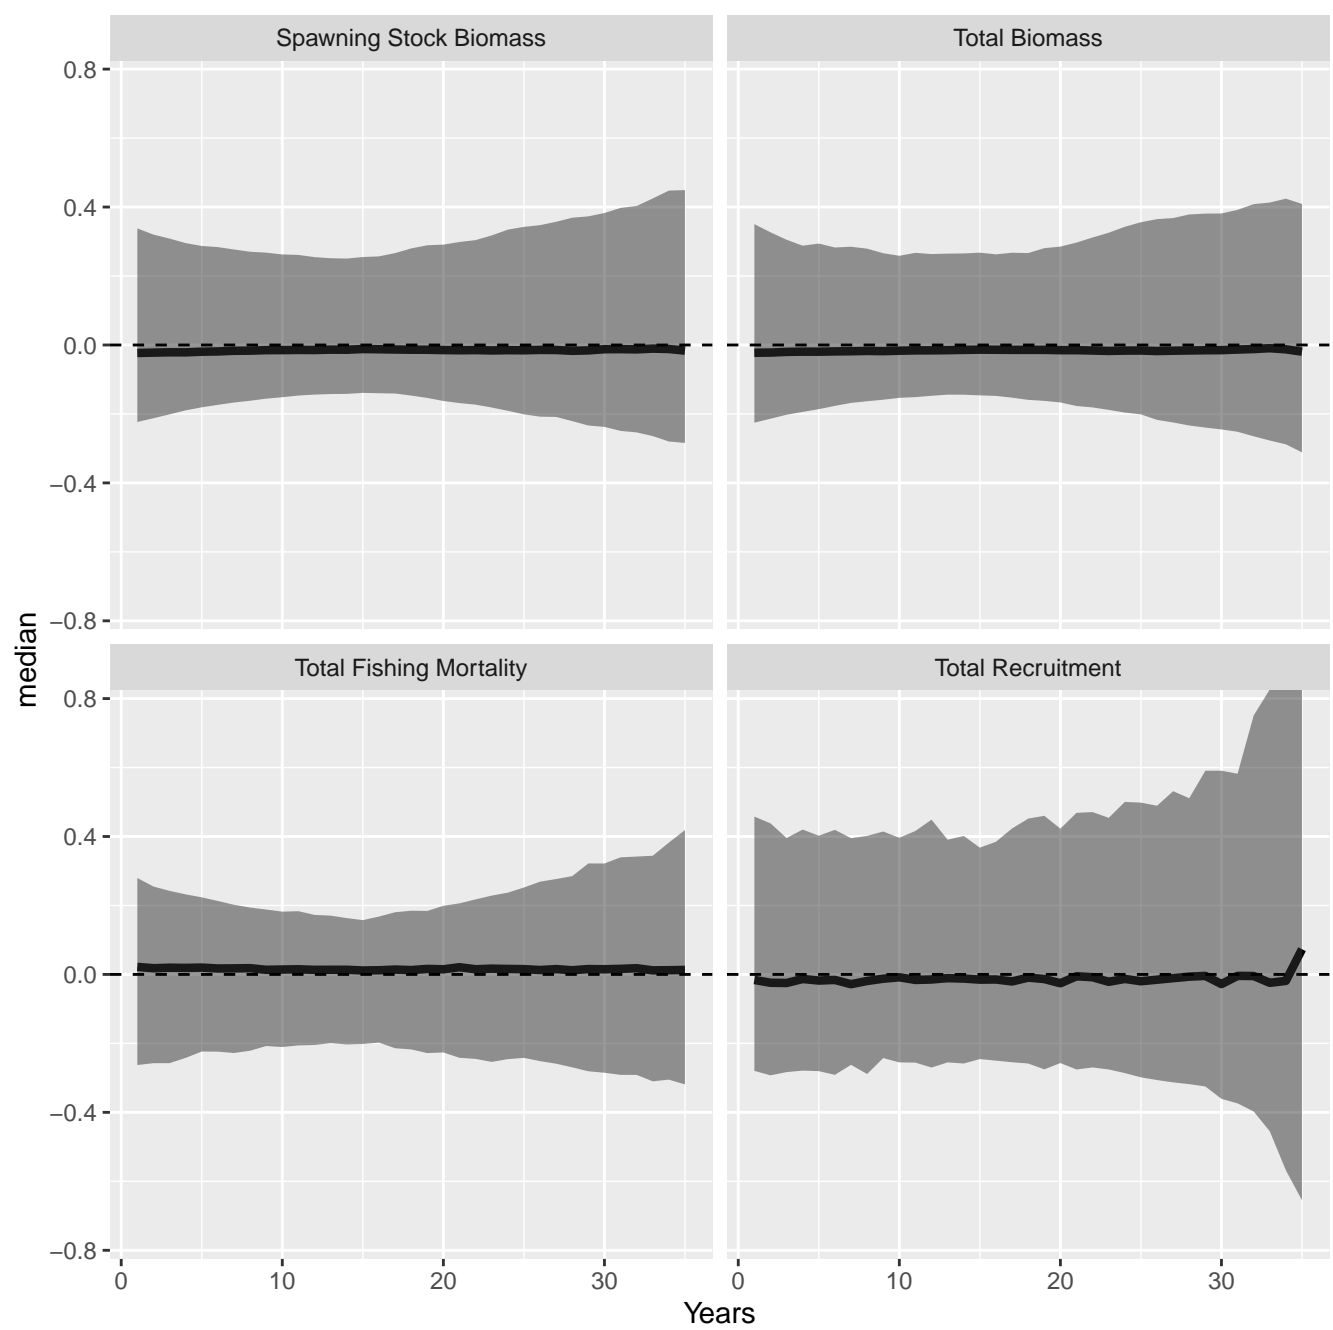 Spawning Stock Biomass
Total Biomass
0.8
0.4
0.0
−0.4
−0.8
median
Total Fishing Mortality
Total Recruitment
0.8
0.4
0.0
−0.4
−0.8
0 10 20 30
0 10 20 30
Years